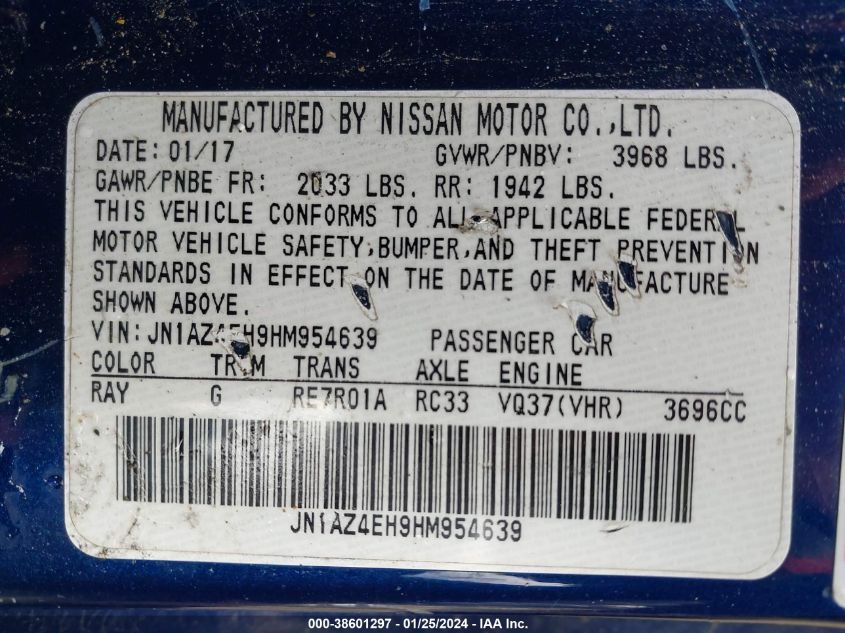 MANUFACTURED BY NISSAN MOTOR CO.,LTD.
DATE: 01/17 GVWR/PNBV: 3968 LBS.
GAWR/PNBE FR: 2033 LBS. RR: 1942 LBS.
THIS VEHICLE CONFORMS TO ALL APPLICABLE FEDERAL
MOTOR VEHICLE SAFETY,BUMPER,AND THEFT PREVENTION
STANDARDS IN EFFECT ON THE DATE OF MANUFACTURE
SHOWN ABOVE.
VIN: JN1AZ4EH9HM954639 PASSENGER CAR
COLOR TRIM TRANS AXLE ENGINE
RAY G RE7R01A RC33 VQ37(VHR) 3696CC
JN1AZ4EH9HM954639
000-38601297 - 01/25/2024 - IAA Inc.